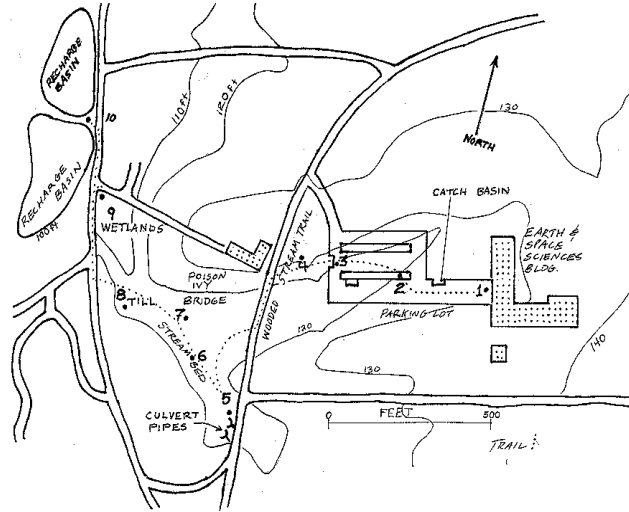 RECHARGE
BASIN
110 ft
120 ft
130
NORTH
10
RECHARGE BASIN
100 ft
9
WETLANDS
CATCH BASIN
EARTH &
SPACE
SCIENCES
BLDG.
STREAM TRAIL
WOODED
4
3
2
1
POISON
IVY
BRIDGE
8
TILL
7
PARKING LOT
STREAM BED
6
120
130
140
5
CULVERT
PIPES
FEET
0
500
TRAIL